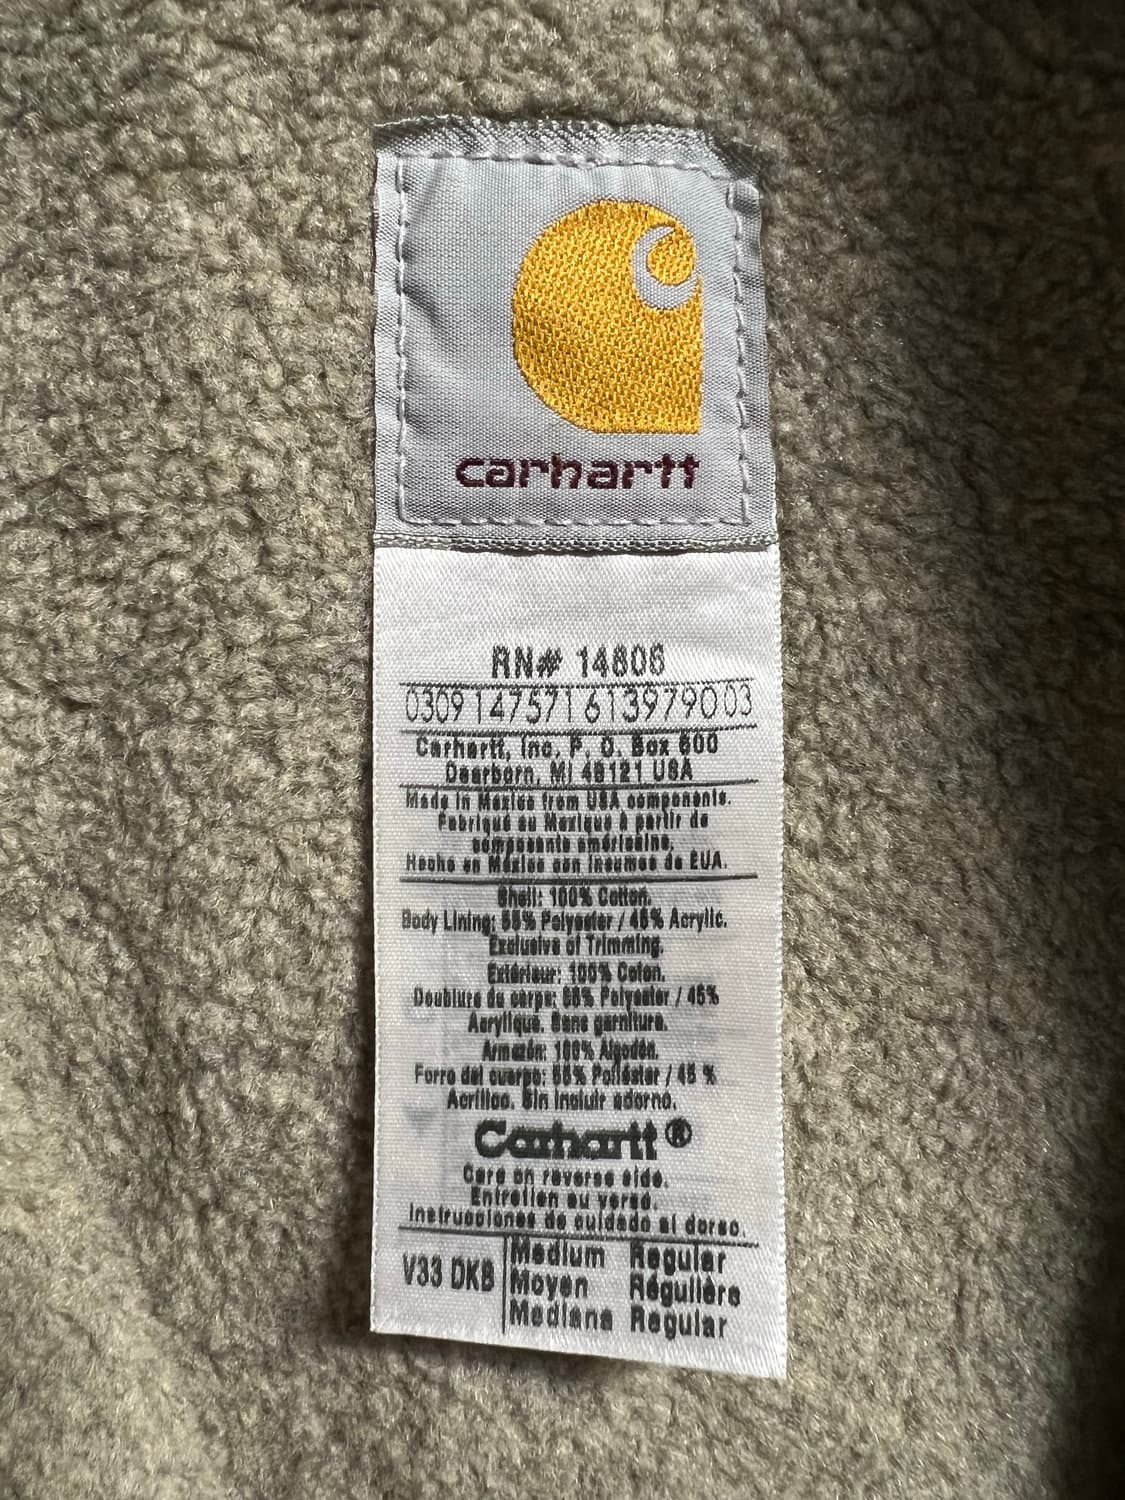 carhartt
RN# 14806
0309147571613979003
Carhartt, Inc. P. O. Box 600
Dearborn, MI 48121 USA
Made in Mexico from USA components.
Fabriqué au Mexique à partir de
composants américains.
Hecho en México con insumos de EUA.
Shell: 100% Cotton.
Body Lining: 55% Polyester / 45% Acrylic.
Exclusive of Trimming.
Extérieur: 100% Coton.
Doublure du corps: 55% Polyester / 45%
Acrylique. Sans garniture.
Armazón: 100% Algodón.
Forro del cuerpo: 55% Poliéster / 45 %
Acrílico. Sin incluir adorno.
Carhartt®
Care on reverse side.
Entretien au verso.
Instrucciones de cuidado al dorso.
V33 DKB
Medium Regular
Moyen Régulière
Mediana Regular